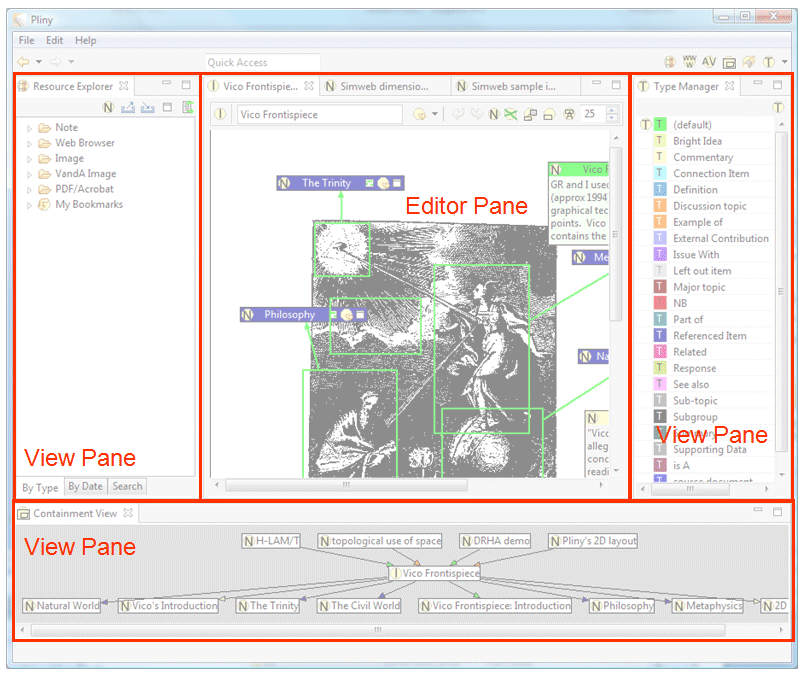 Pliny
File Edit Help
Quick Access
Resource Explorer
Note
Web Browser
Image
VandA Image
PDF/Acrobat
My Bookmarks
View Pane
By Type By Date Search
Vico Frontispie... Simweb dimensio... Simweb sample i...
Vico Frontispiece
25
The Trinity
Editor Pane
Vico F
GR and I used
(approx 1994)
graphical tec
points. Vico
contains the
Me
Philosophy
Na
"Vico
alleg
conc
readi
Type Manager
(default)
Bright Idea
Commentary
Connection Item
Definition
Discussion topic
Example of
External Contribution
Issue With
Left out item
Major topic
NB
Part of
Referenced Item
Related
Response
See also
Sub-topic
Subgroup
View Pane
Supporting Data
is A
source document
Containment View
View Pane
H-LAM/T topological use of space DRHA demo Pliny's 2D layout
Vico Frontispiece
Natural World Vico's Introduction The Trinity The Civil World Vico Frontispiece: Introduction Philosophy Metaphysics 2D